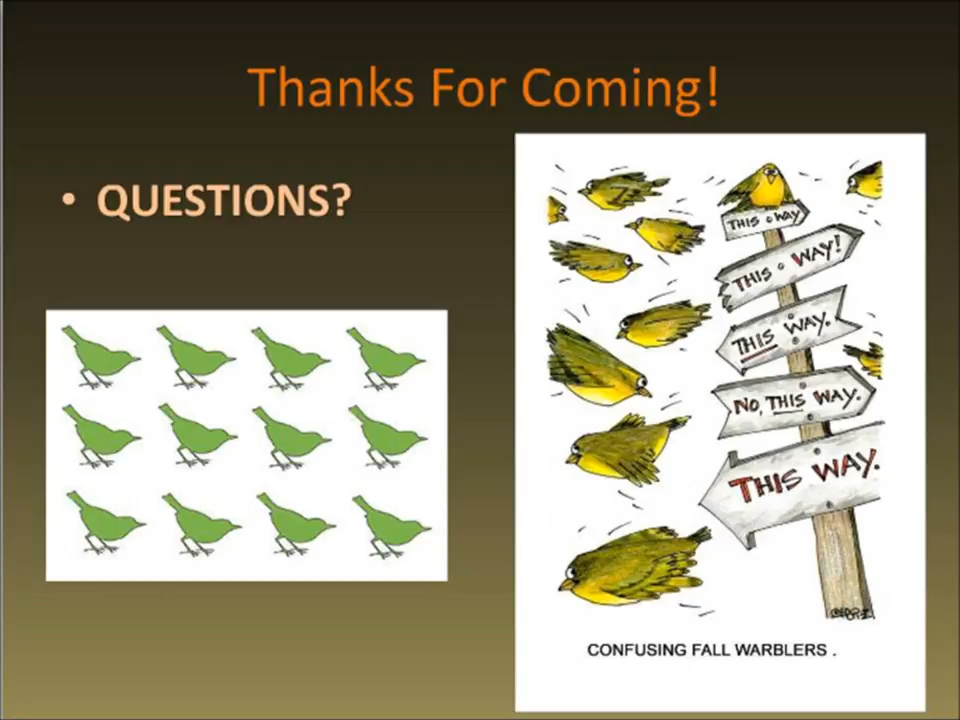 Thanks For Coming!
• QUESTIONS?
THIS WAY
THIS WAY!
THIS WAY.
NO, THIS WAY.
THIS WAY.
CONFUSING FALL WARBLERS .